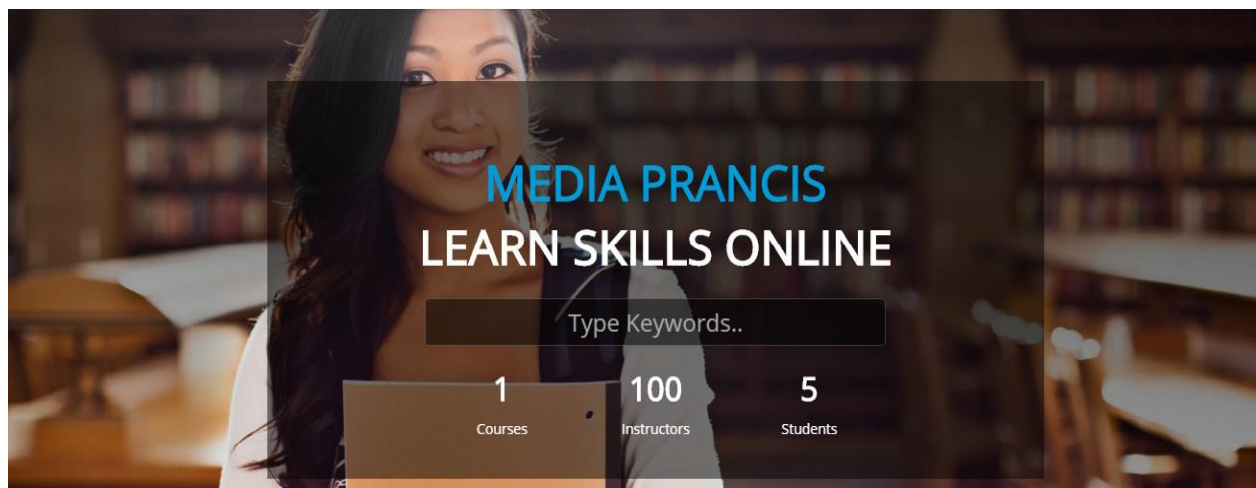 MEDIA PRANCIS
LEARN SKILLS ONLINE
Type Keywords..
1 100 5
Courses Instructors Students